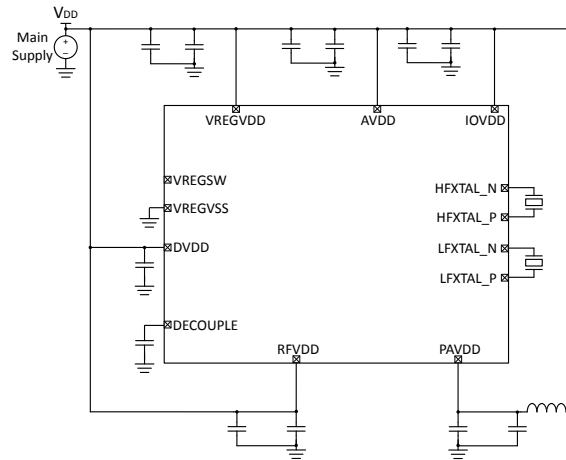 VDD
Main
Supply
+
−
VREGVDD
AVDD
IOVDD
VREGSW
HFXTAL_N
VREGVSS
HFXTAL_P
DVDD
LFXTAL_N
LFXTAL_P
DECOUPLE
RFVDD
PAVDD